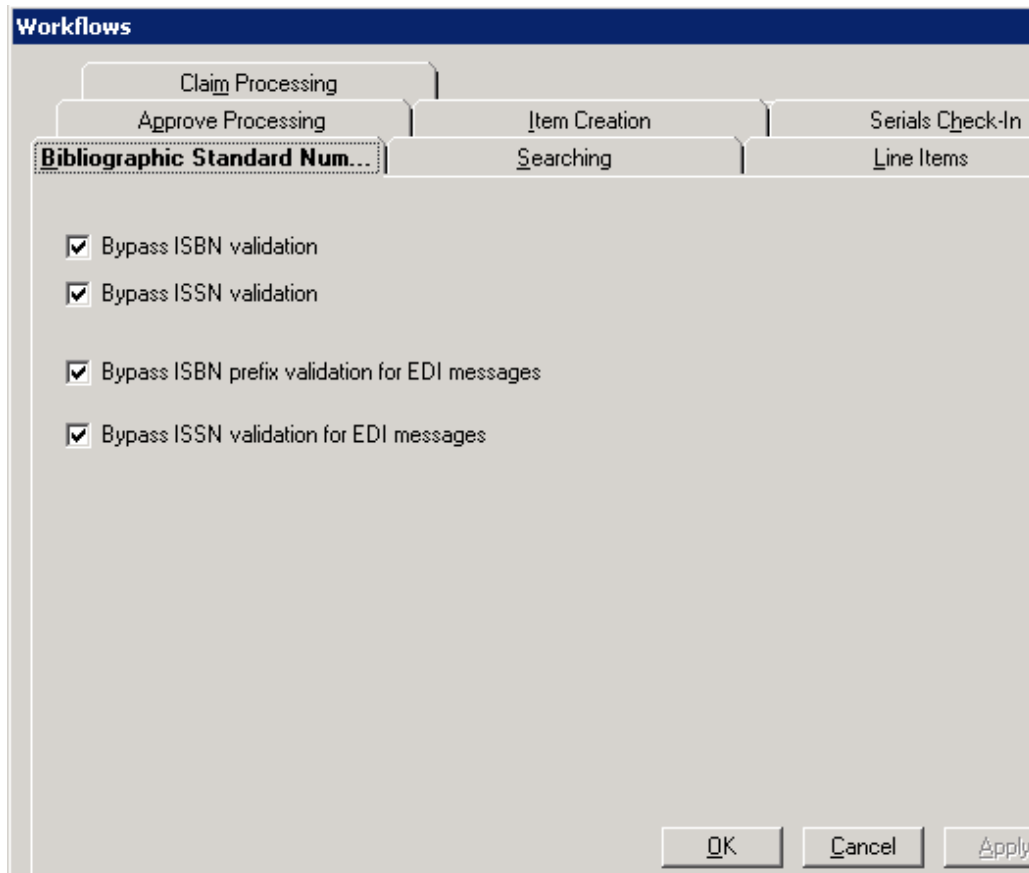 Workflows
Claim Processing
Approve Processing Item Creation Serials Check-In
Bibliographic Standard Num... Searching Line Items
Bypass ISBN validation
Bypass ISSN validation
Bypass ISBN prefix validation for EDI messages
Bypass ISSN validation for EDI messages
OK Cancel Apply